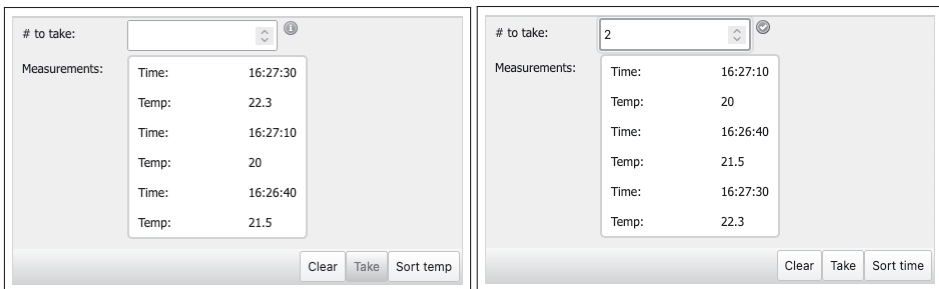 # to take:
Measurements:
Time: 16:27:30
Temp: 22.3
Time: 16:27:10
Temp: 20
Time: 16:26:40
Temp: 21.5
Clear Take Sort temp
# to take: 2
Measurements:
Time: 16:27:10
Temp: 20
Time: 16:26:40
Temp: 21.5
Time: 16:27:30
Temp: 22.3
Clear Take Sort time